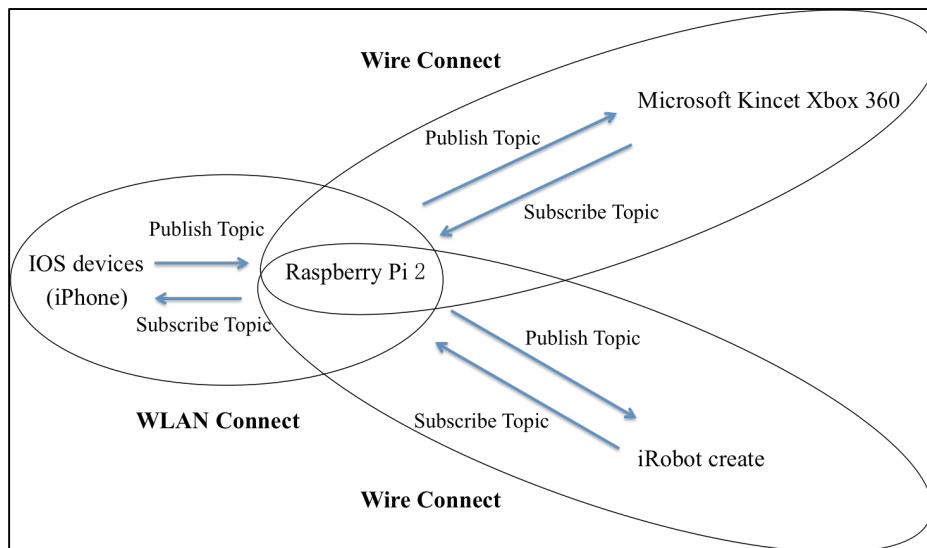 Wire Connect
Microsoft Kincet Xbox 360
Publish Topic
Subscribe Topic
Publish Topic
IOS devices
(iPhone)
Raspberry Pi 2
Subscribe Topic
Publish Topic
WLAN Connect
Subscribe Topic
iRobot create
Wire Connect